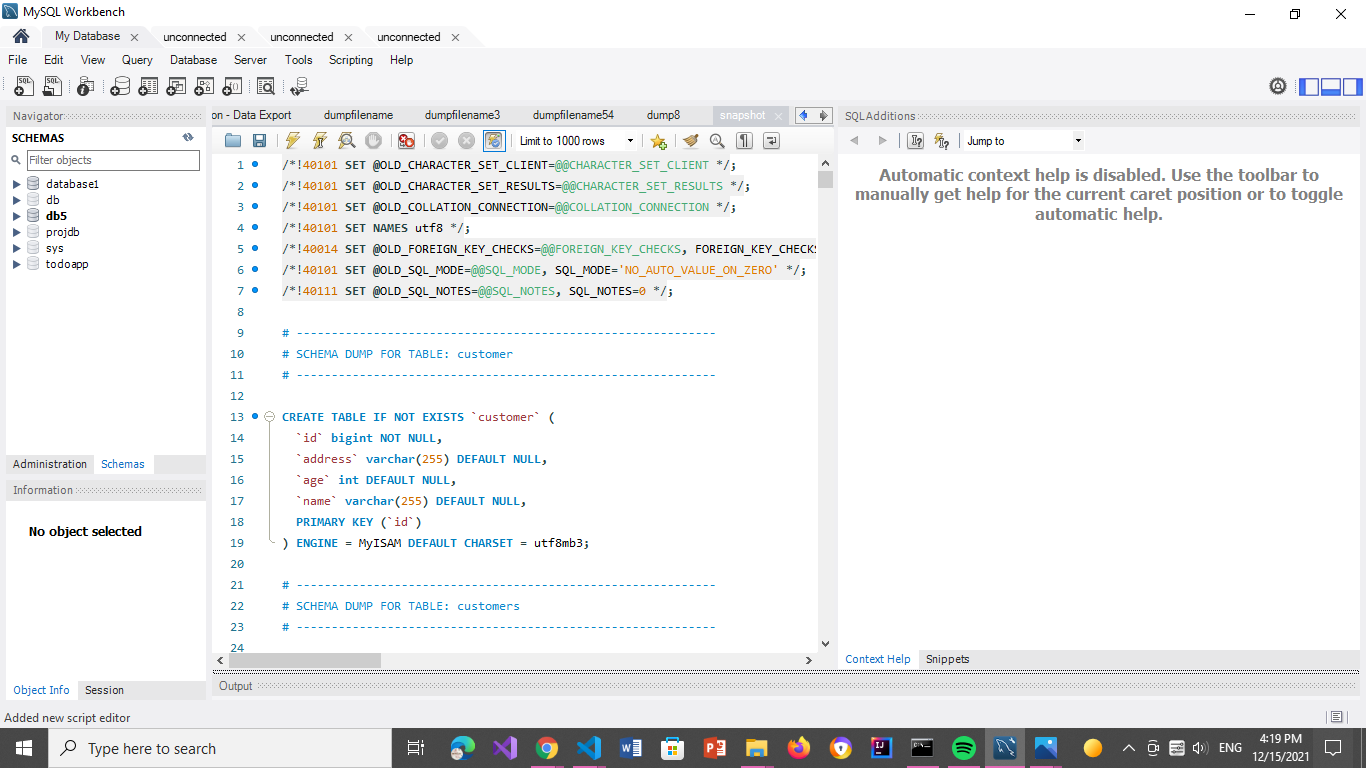 MySQL Workbench
My Database
unconnected
unconnected
unconnected
File Edit View Query Database Server Tools Scripting Help
Navigator
SCHEMAS
Filter objects
database1
db
db5
projdb
sys
todoapp
Administration Schemas
Information
No object selected
Object Info Session
on - Data Export dumpfilename dumpfilename3 dumpfilename54 dump8 snapshot
Limit to 1000 rows
1 /*!40101 SET @OLD_CHARACTER_SET_CLIENT=@@CHARACTER_SET_CLIENT */;
2 /*!40101 SET @OLD_CHARACTER_SET_RESULTS=@@CHARACTER_SET_RESULTS */;
3 /*!40101 SET @OLD_COLLATION_CONNECTION=@@COLLATION_CONNECTION */;
4 /*!40101 SET NAMES utf8 */;
5 /*!40014 SET @OLD_FOREIGN_KEY_CHECKS=@@FOREIGN_KEY_CHECKS, FOREIGN_KEY_CHECKS
6 /*!40101 SET @OLD_SQL_MODE=@@SQL_MODE, SQL_MODE='NO_AUTO_VALUE_ON_ZERO' */;
7 /*!40111 SET @OLD_SQL_NOTES=@@SQL_NOTES, SQL_NOTES=0 */;
8
9 # ------------------------------------------------------------
10 # SCHEMA DUMP FOR TABLE: customer
11 # ------------------------------------------------------------
12
13 CREATE TABLE IF NOT EXISTS `customer` (
14 `id` bigint NOT NULL,
15 `address` varchar(255) DEFAULT NULL,
16 `age` int DEFAULT NULL,
17 `name` varchar(255) DEFAULT NULL,
18 PRIMARY KEY (`id`)
19 ) ENGINE = MyISAM DEFAULT CHARSET = utf8mb3;
20
21 # ------------------------------------------------------------
22 # SCHEMA DUMP FOR TABLE: customers
23 # ------------------------------------------------------------
24
Output
SQLAdditions
Jump to
Automatic context help is disabled. Use the toolbar to
manually get help for the current caret position or to toggle
automatic help.
Context Help Snippets
Added new script editor
Type here to search
ENG
4:19 PM
12/15/2021